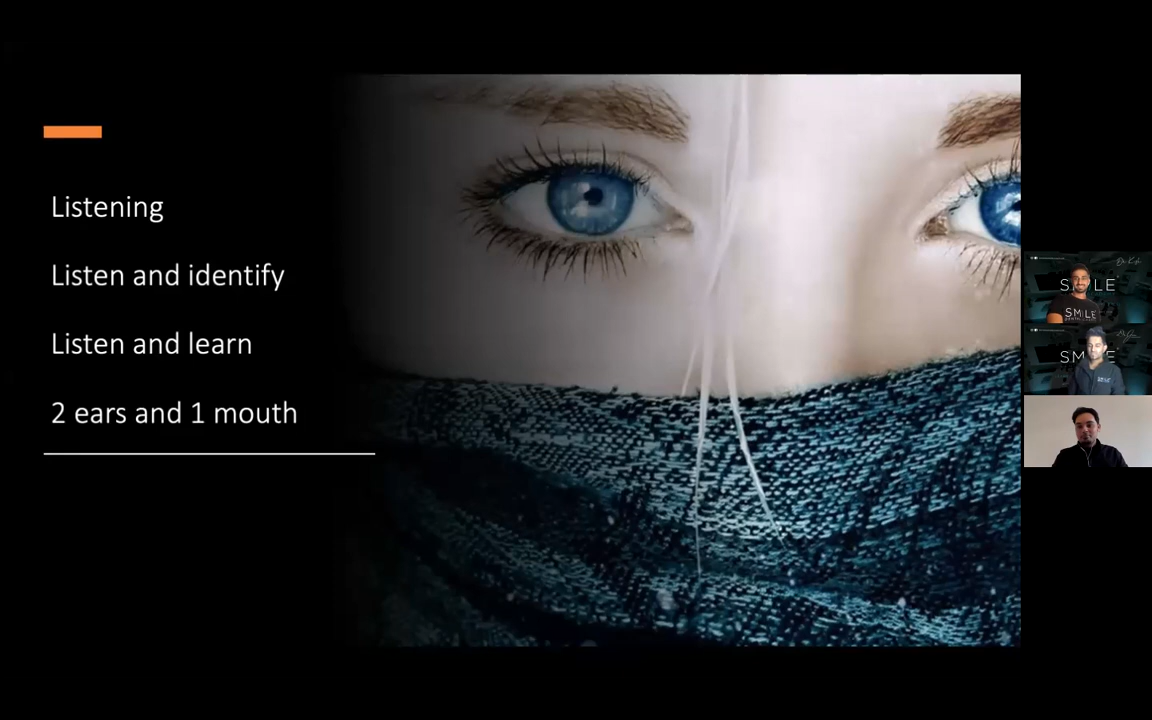 Listening
Listen and identify
Listen and learn
2 ears and 1 mouth
SMILE
SMILE